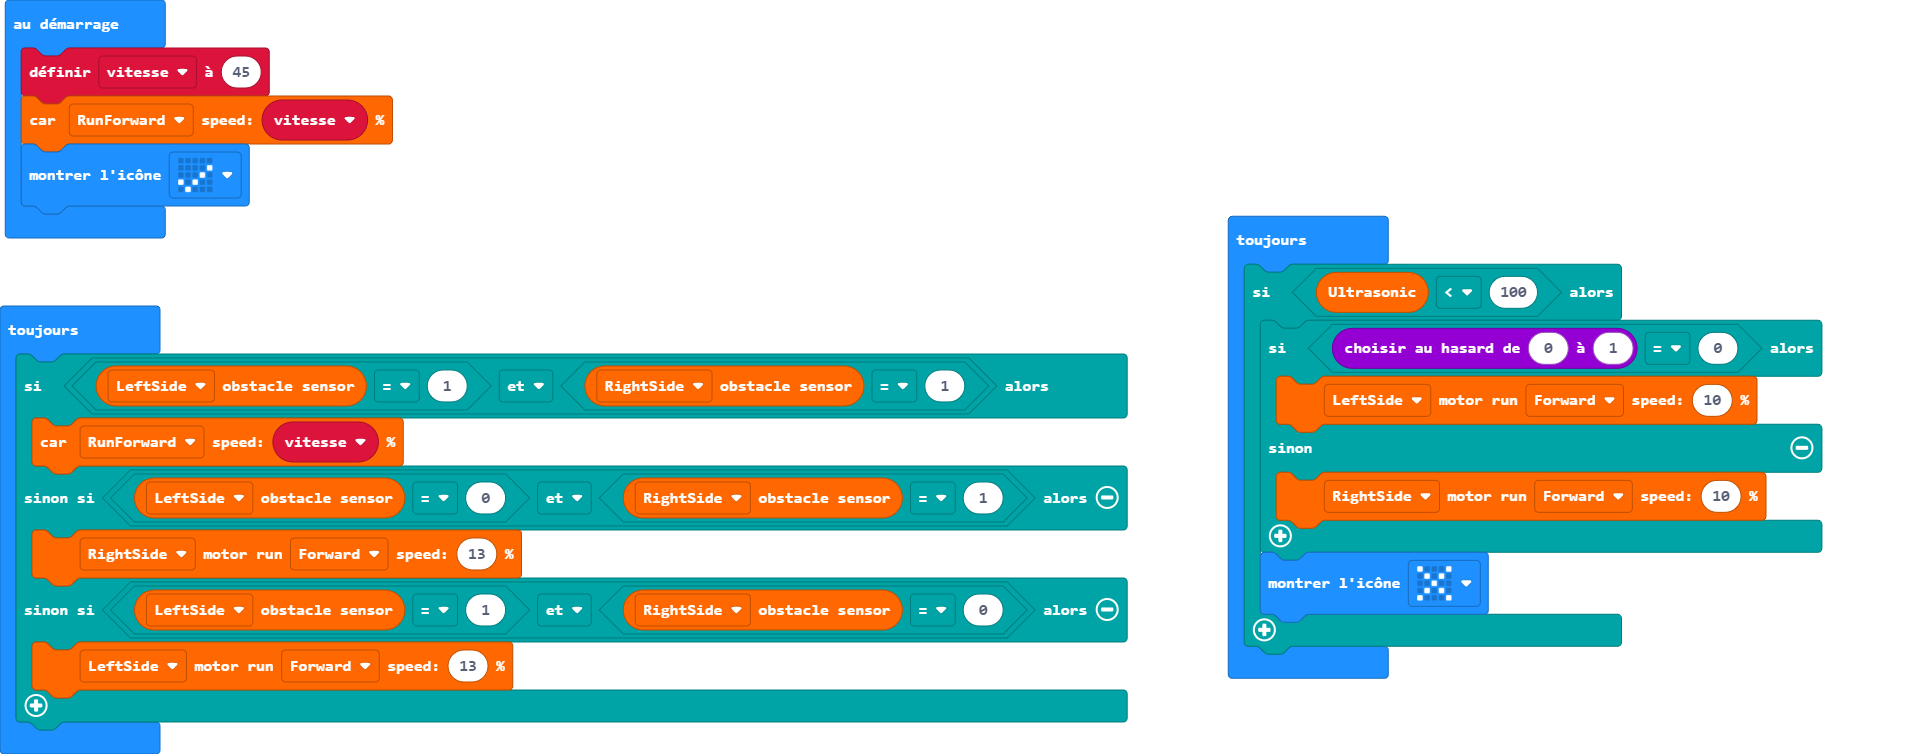 au démarrage
définir vitesse à 45
car RunForward speed: vitesse %
montrer l'icône
toujours
si LeftSide obstacle sensor = 1 et RightSide obstacle sensor = 1 alors
car RunForward speed: vitesse %
sinon si LeftSide obstacle sensor = 0 et RightSide obstacle sensor = 1 alors
RightSide motor run Forward speed: 13 %
sinon si LeftSide obstacle sensor = 1 et RightSide obstacle sensor = 0 alors
LeftSide motor run Forward speed: 13 %
toujours
si Ultrasonic < 100 alors
si choisir au hasard de 0 à 1 = 0 alors
LeftSide motor run Forward speed: 10 %
sinon
RightSide motor run Forward speed: 10 %
montrer l'icône